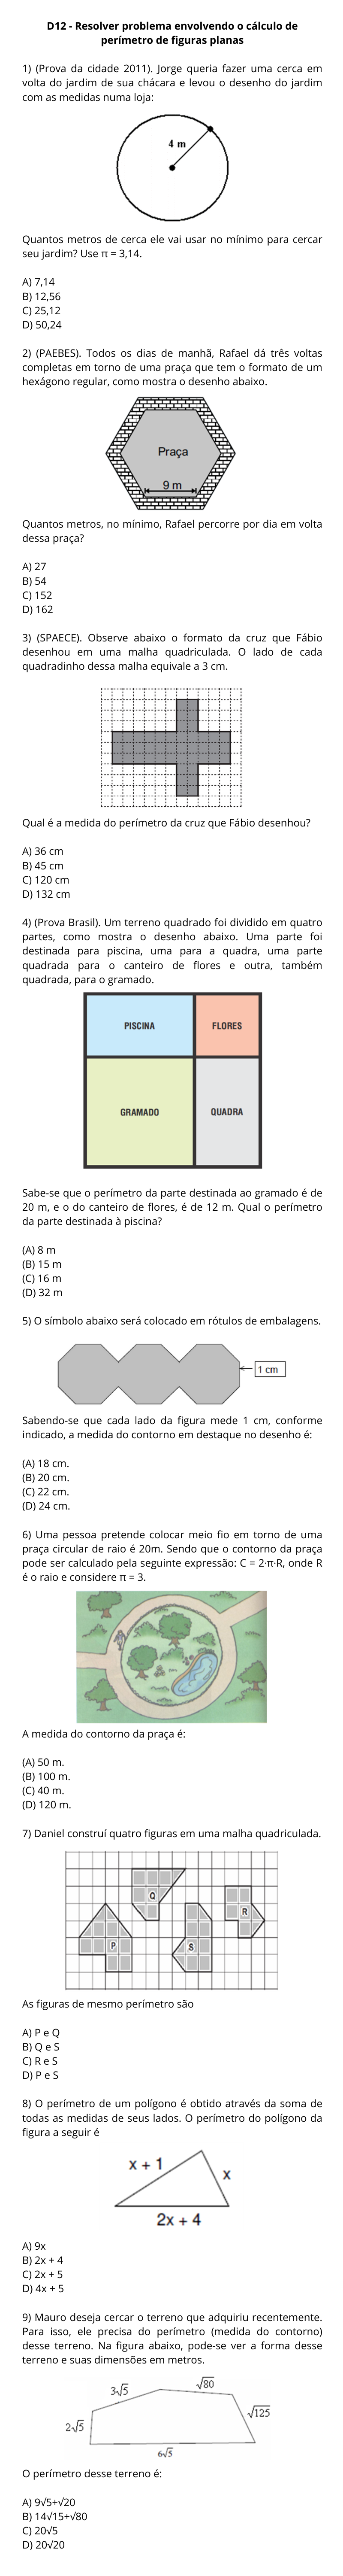 D12 - Resolver problema envolvendo o cálculo de
perímetro de figuras planas
1) (Prova da cidade 2011). Jorge queria fazer uma cerca em
volta do jardim de sua chácara e levou o desenho do jardim
com as medidas numa loja:
4 m
Quantos metros de cerca ele vai usar no mínimo para cercar
seu jardim? Use π = 3,14.
A) 7,14
B) 12,56
C) 25,12
D) 50,24
2) (PAEBES). Todos os dias de manhã, Rafael dá três voltas
completas em torno de uma praça que tem o formato de um
hexágono regular, como mostra o desenho abaixo.
Praça
9 m
Quantos metros, no mínimo, Rafael percorre por dia em volta
dessa praça?
A) 27
B) 54
C) 152
D) 162
3) (SPAECE). Observe abaixo o formato da cruz que Fábio
desenhou em uma malha quadriculada. O lado de cada
quadradinho dessa malha equivale a 3 cm.
Qual é a medida do perímetro da cruz que Fábio desenhou?
A) 36 cm
B) 45 cm
C) 120 cm
D) 132 cm
4) (Prova Brasil). Um terreno quadrado foi dividido em quatro
partes, como mostra o desenho abaixo. Uma parte foi
destinada para piscina, uma para a quadra, uma parte
quadrada para o canteiro de flores e outra, também
quadrada, para o gramado.
PISCINA
FLORES
GRAMADO
QUADRA
Sabe-se que o perímetro da parte destinada ao gramado é de
20 m, e o do canteiro de flores, é de 12 m. Qual o perímetro
da parte destinada à piscina?
(A) 8 m
(B) 15 m
(C) 16 m
(D) 32 m
5) O símbolo abaixo será colocado em rótulos de embalagens.
1 cm
Sabendo-se que cada lado da figura mede 1 cm, conforme
indicado, a medida do contorno em destaque no desenho é:
(A) 18 cm.
(B) 20 cm.
(C) 22 cm.
(D) 24 cm.
6) Uma pessoa pretende colocar meio fio em torno de uma
praça circular de raio é 20m. Sendo que o contorno da praça
pode ser calculado pela seguinte expressão: C = 2·π·R, onde R
é o raio e considere π = 3.
A medida do contorno da praça é:
(A) 50 m.
(B) 100 m.
(C) 40 m.
(D) 120 m.
7) Daniel construí quatro figuras em uma malha quadriculada.
Q
R
P
S
As figuras de mesmo perímetro são
A) P e Q
B) Q e S
C) R e S
D) P e S
8) O perímetro de um polígono é obtido através da soma de
todas as medidas de seus lados. O perímetro do polígono da
figura a seguir é
x + 1
x
2x + 4
A) 9x
B) 2x + 4
C) 2x + 5
D) 4x + 5
9) Mauro deseja cercar o terreno que adquiriu recentemente.
Para isso, ele precisa do perímetro (medida do contorno)
desse terreno. Na figura abaixo, pode-se ver a forma desse
terreno e suas dimensões em metros.
√80
3√5
√125
2√5
6√5
O perímetro desse terreno é:
A) 9√5+√20
B) 14√15+√80
C) 20√5
D) 20√20